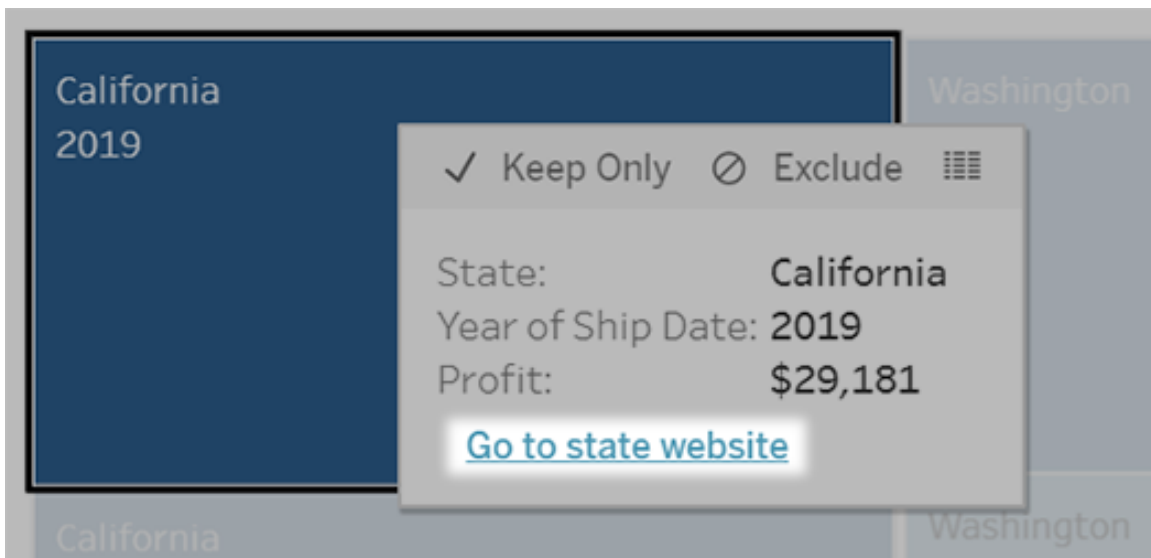 California
2019
Washington
Keep Only Exclude
State: California
Year of Ship Date: 2019
Profit: $29,181
Go to state website
California
Washington